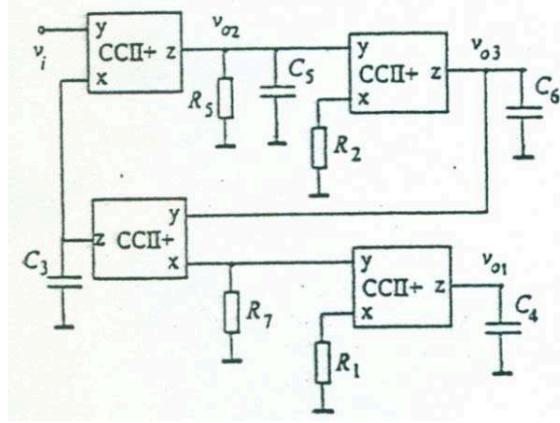 y
CCII+
z
x
v_i
v_o2
R_5
C_5
y
CCII+
z
x
v_o3
C_6
R_2
y
z
CCII+
x
C_3
R_7
y
CCII+
z
x
v_o1
C_4
R_1